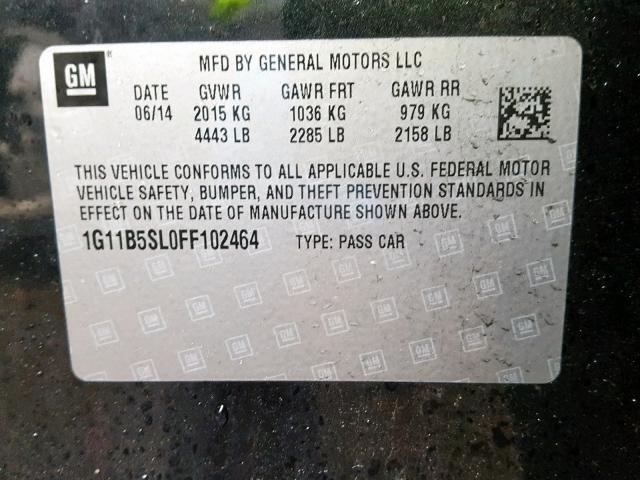 GM
MFD BY GENERAL MOTORS LLC
DATE GVWR GAWR FRT GAWR RR
06/14 2015 KG 1036 KG 979 KG
4443 LB 2285 LB 2158 LB
THIS VEHICLE CONFORMS TO ALL APPLICABLE U.S. FEDERAL MOTOR
VEHICLE SAFETY, BUMPER, AND THEFT PREVENTION STANDARDS IN
EFFECT ON THE DATE OF MANUFACTURE SHOWN ABOVE.
1G11B5SL0FF102464 TYPE: PASS CAR